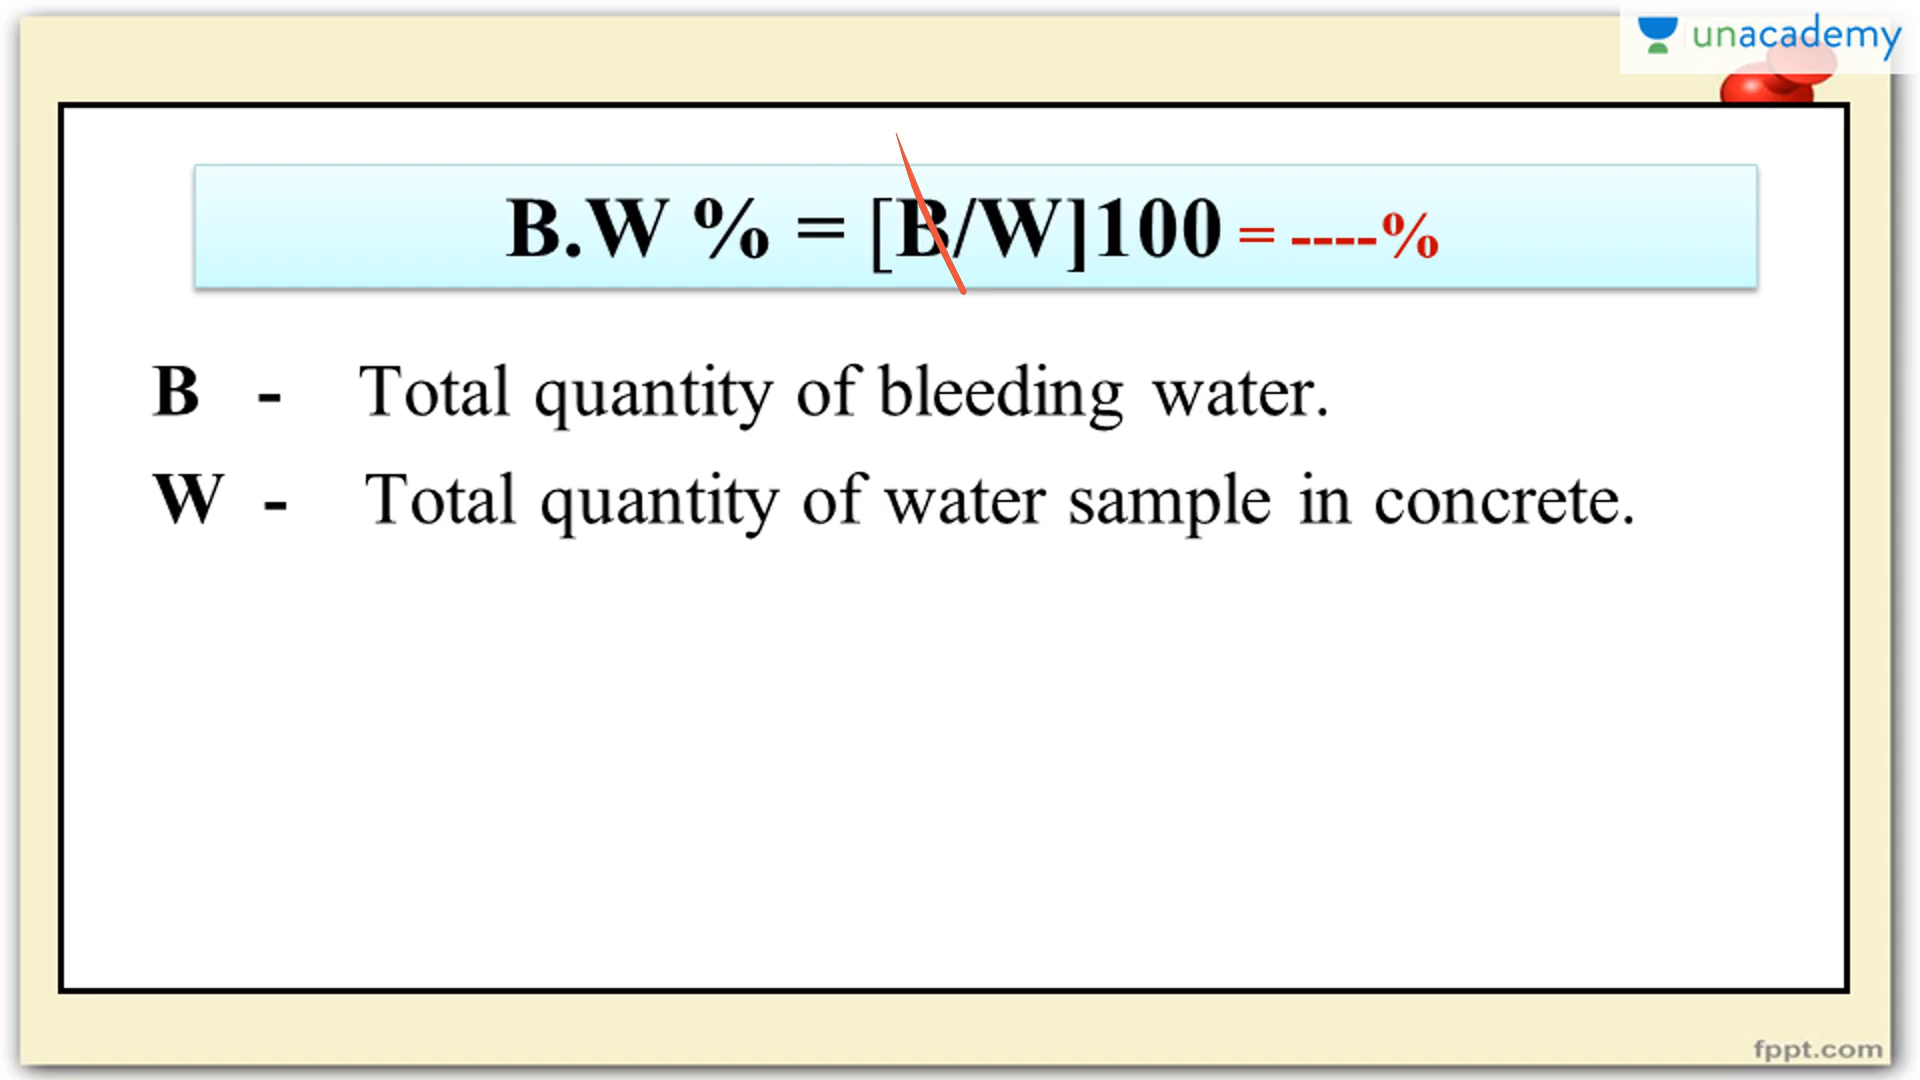 unacademy
B.W % = [B/W]100 = ----%
B - Total quantity of bleeding water.
W - Total quantity of water sample in concrete.
fppt.com